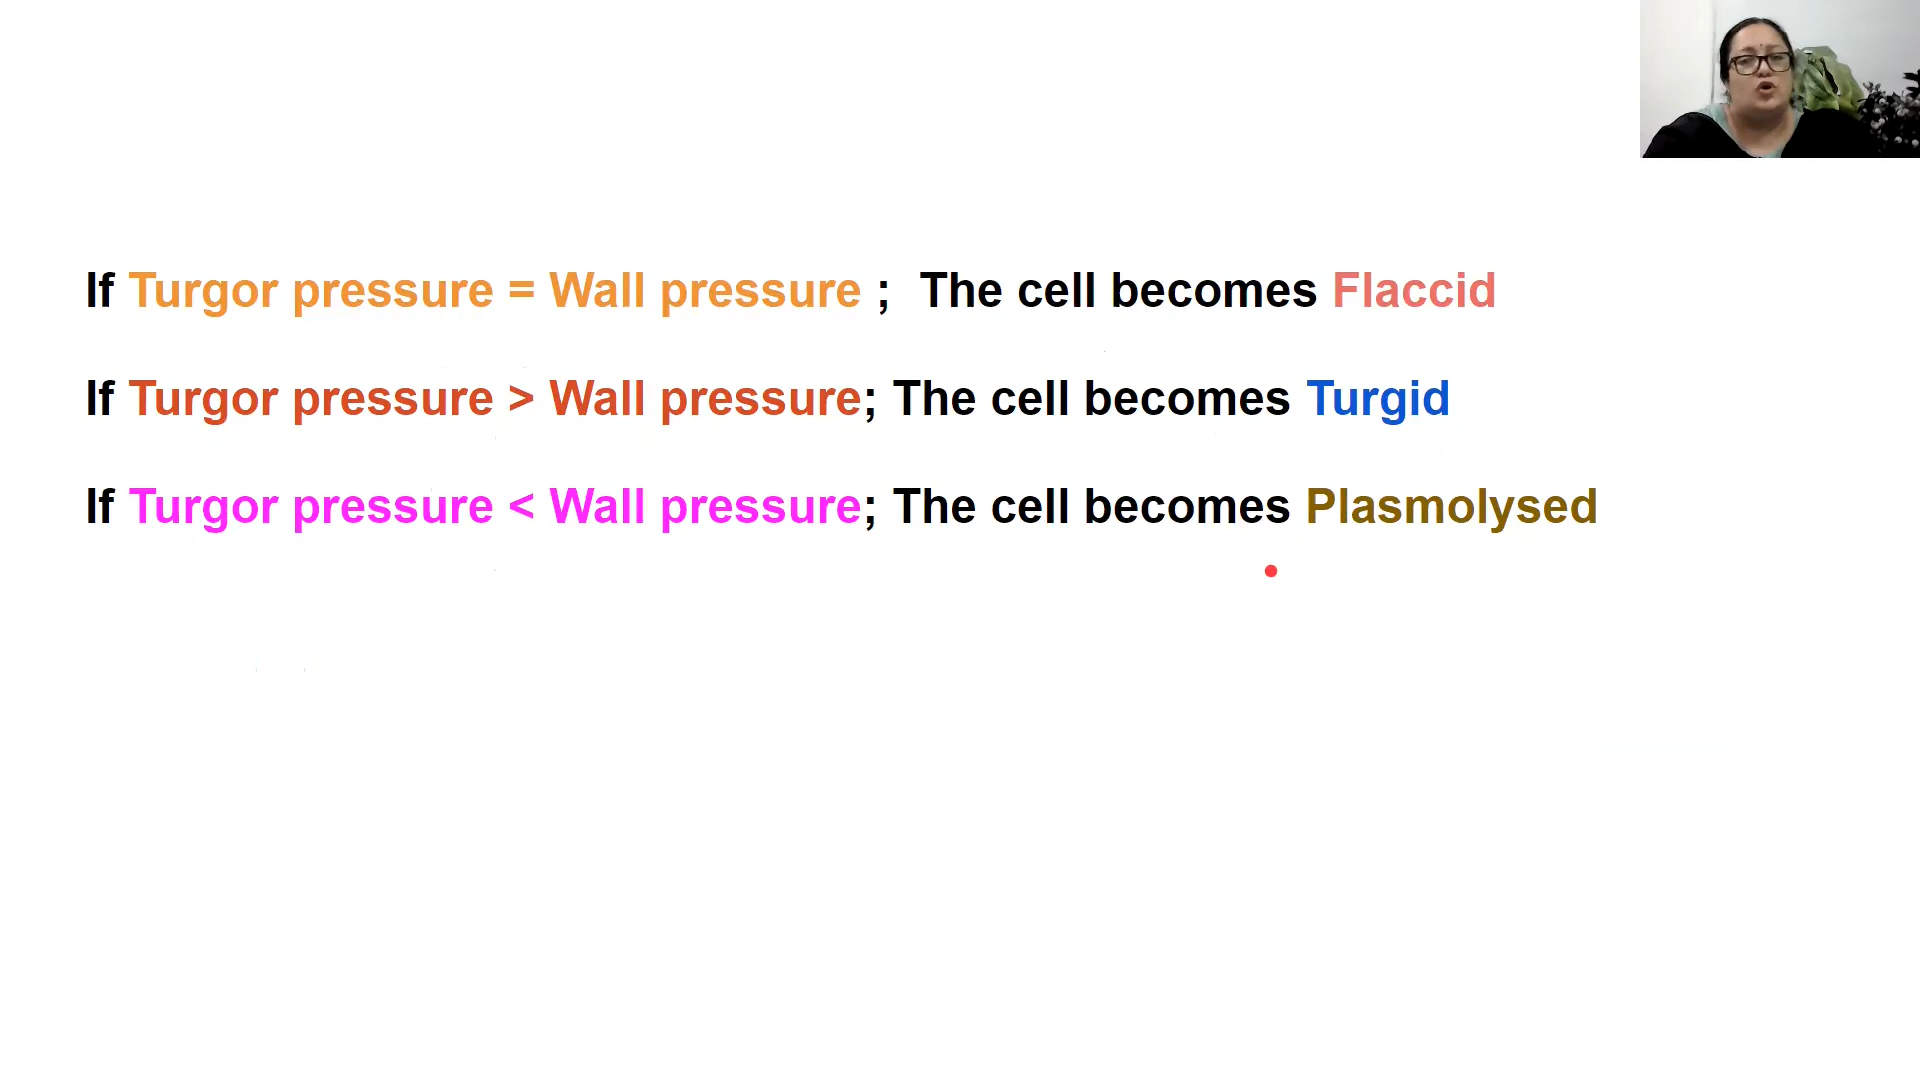 If Turgor pressure = Wall pressure ; The cell becomes Flaccid
If Turgor pressure > Wall pressure; The cell becomes Turgid
If Turgor pressure < Wall pressure; The cell becomes Plasmolysed